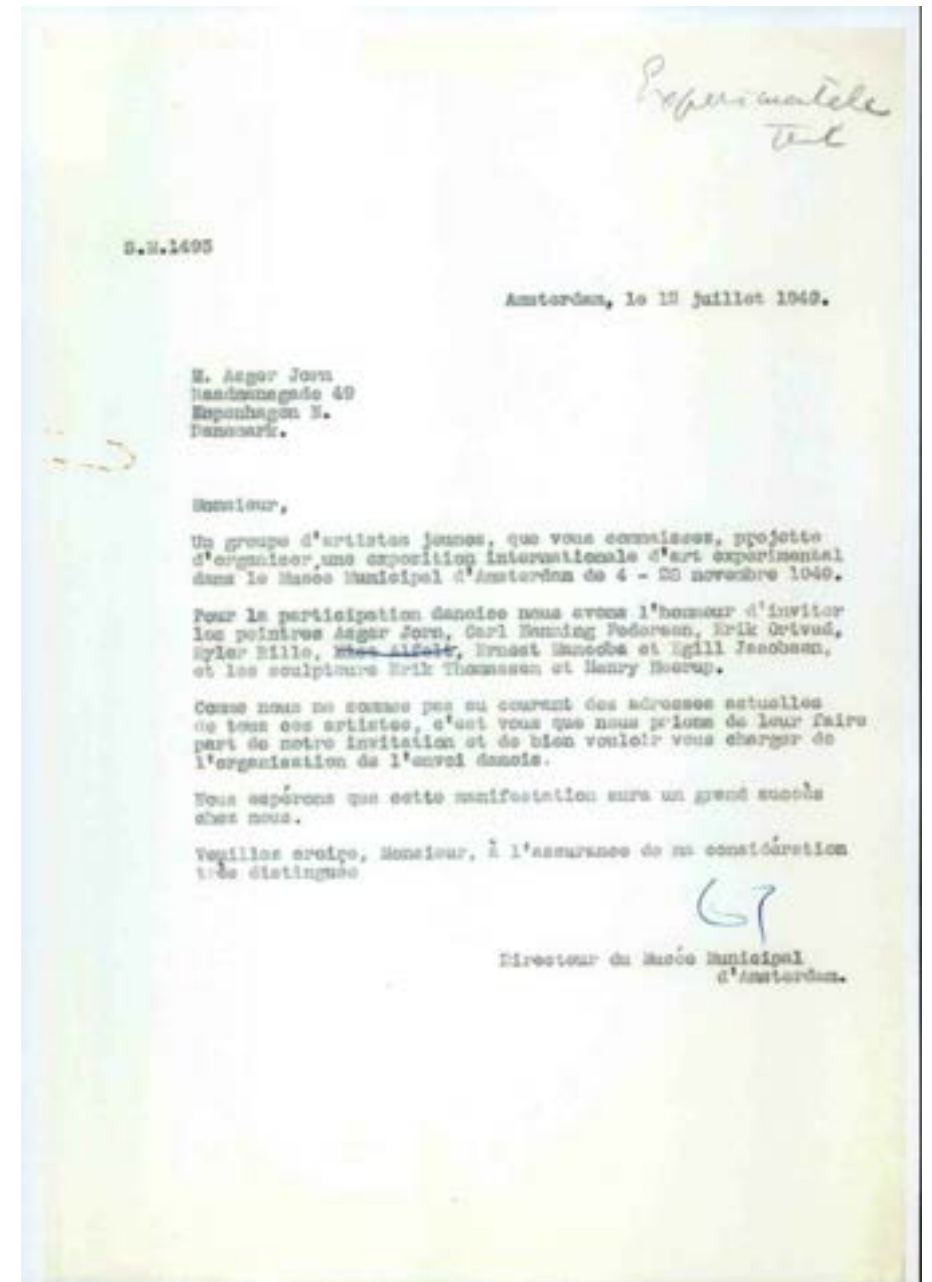 Experimentele
S.M.1493
Amsterdam, le 12 juillet 1949.
M. Asger Jorn
49
Kopenhagen N.
Danemark.
Monsieur,
Un groupe d'artistes jeunes, que vous connaissez, projette
d'organiser une exposition internationale d'art expérimental
dans le Musée Municipal d'Amsterdam de 4 - 28 novembre 1949.
Pour la participation danoise nous avons l'honneur d'inviter
les peintres Asger Jorn, Carl Henning Pedersen, Erik Ortved,
Ejler Bille, Else Alfelt, Ernest Mancoba et Egill Jacobsen,
et les sculpteurs Erik Thommesen et Henry Heerup.
Comme nous ne sommes pas au courant des adresses actuelles
de tous ces artistes, c'est vous que nous prions de leur faire
part de notre invitation et de bien vouloir vous charger de
l'organisation de l'envoi danois.
Nous espérons que cette manifestation aura un grand succès
chez nous.
Veuillez croire, Monsieur, à l'assurance de ma considération
très distinguée
Directeur du Musée Municipal
d'Amsterdam.